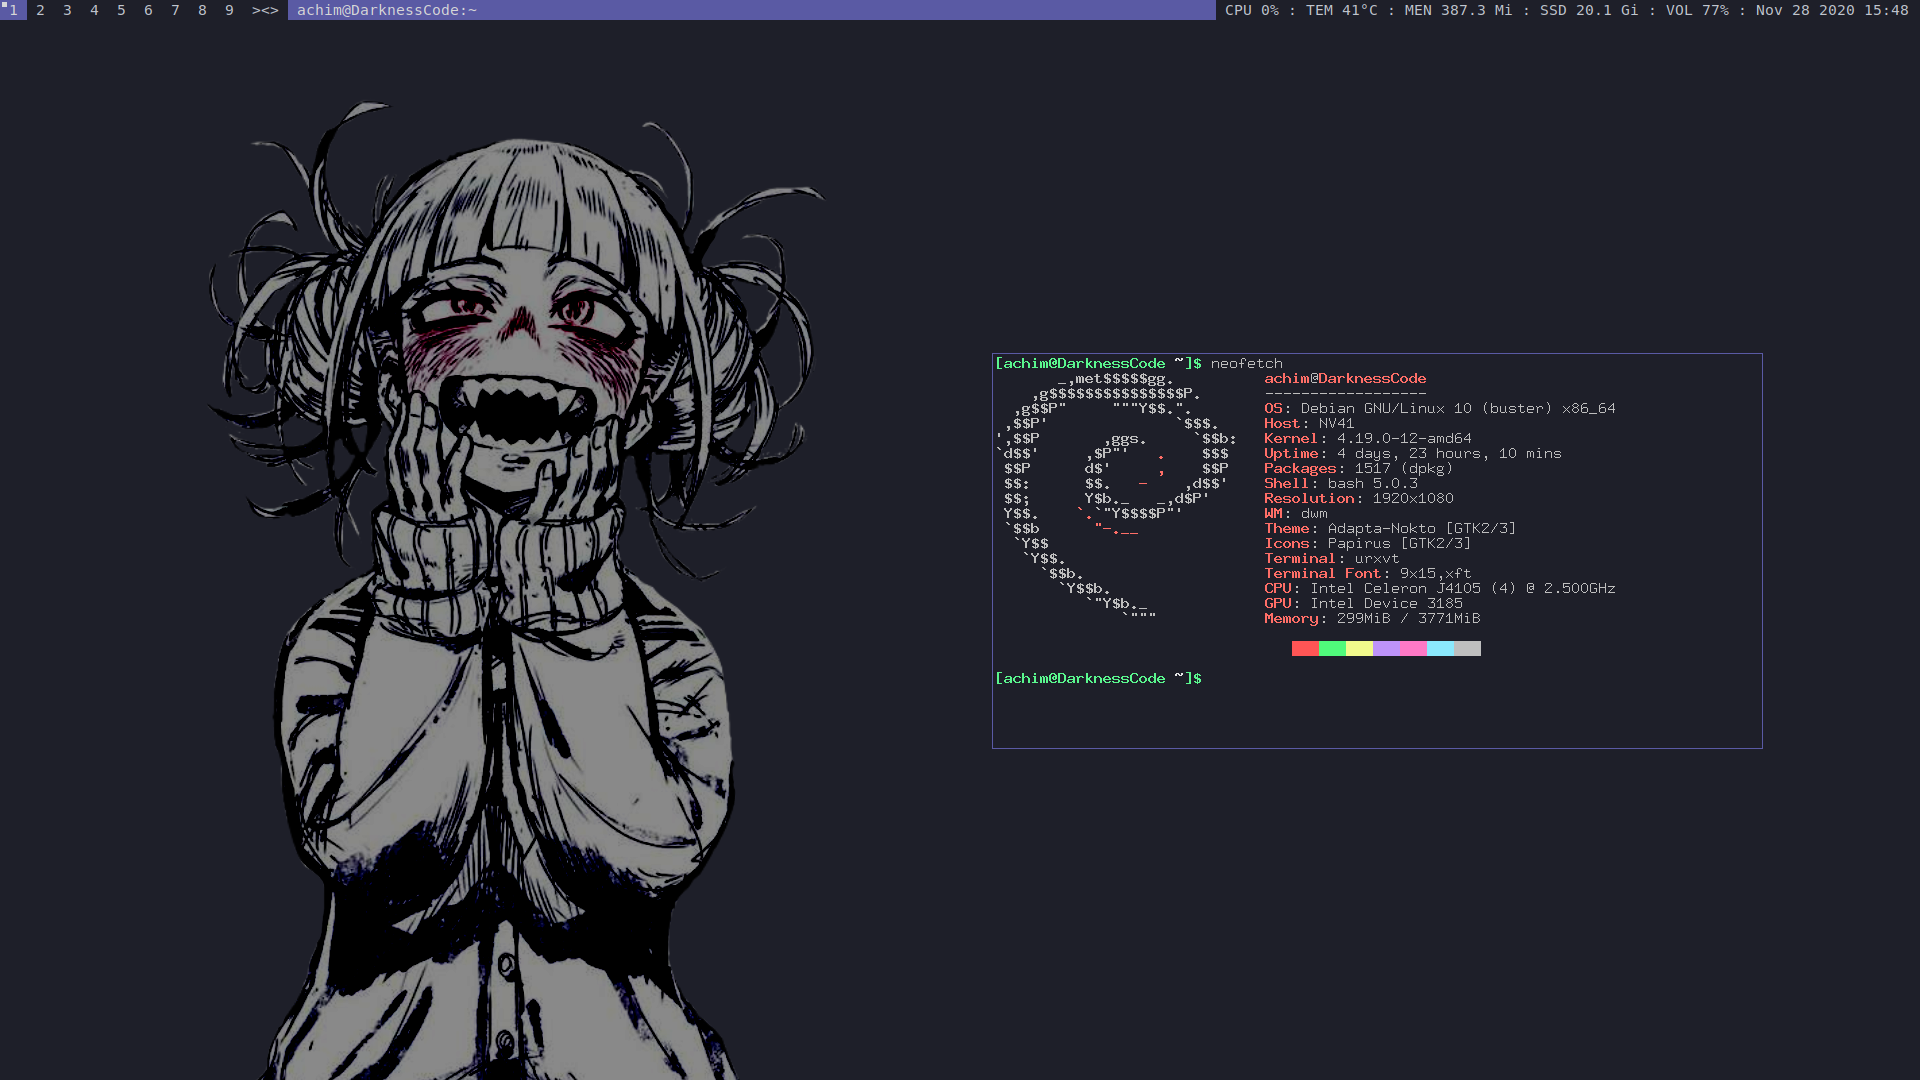 1 2 3 4 5 6 7 8 9 ><> achim@DarknessCode:~ CPU 0% : TEM 41°C : MEN 387.3 Mi : SSD 20.1 Gi : VOL 77% : Nov 28 2020 15:48
[achim@DarknessCode ~]$ neofetch
       _,met$$$$$gg.          achim@DarknessCode
    ,g$$$$$$$$$$$$$$$P.       ------------------
  ,g$$P"     """Y$$.".        OS: Debian GNU/Linux 10 (buster) x86_64
 ,$$P'              `$$$.     Host: NV41
',$$P       ,ggs.     `$$b:   Kernel: 4.19.0-12-amd64
`d$$'     ,$P"'   .    $$$    Uptime: 4 days, 23 hours, 10 mins
 $$P      d$'     ,    $$P    Packages: 1517 (dpkg)
 $$:      $$.   -    ,d$$'    Shell: bash 5.0.3
 $$;      Y$b._   _,d$P'      Resolution: 1920x1080
 Y$$.    `.`"Y$$$$P"'         WM: dwm
 `$$b      "-.__              Theme: Adapta-Nokto [GTK2/3]
  `Y$$                        Icons: Papirus [GTK2/3]
   `Y$$.                      Terminal: urxvt
     `$$b.                    Terminal Font: 9x15,xft
       `Y$$b.                 CPU: Intel Celeron J4105 (4) @ 2.500GHz
          `"Y$b._             GPU: Intel Device 3185
              `"""            Memory: 299MiB / 3771MiB
[achim@DarknessCode ~]$